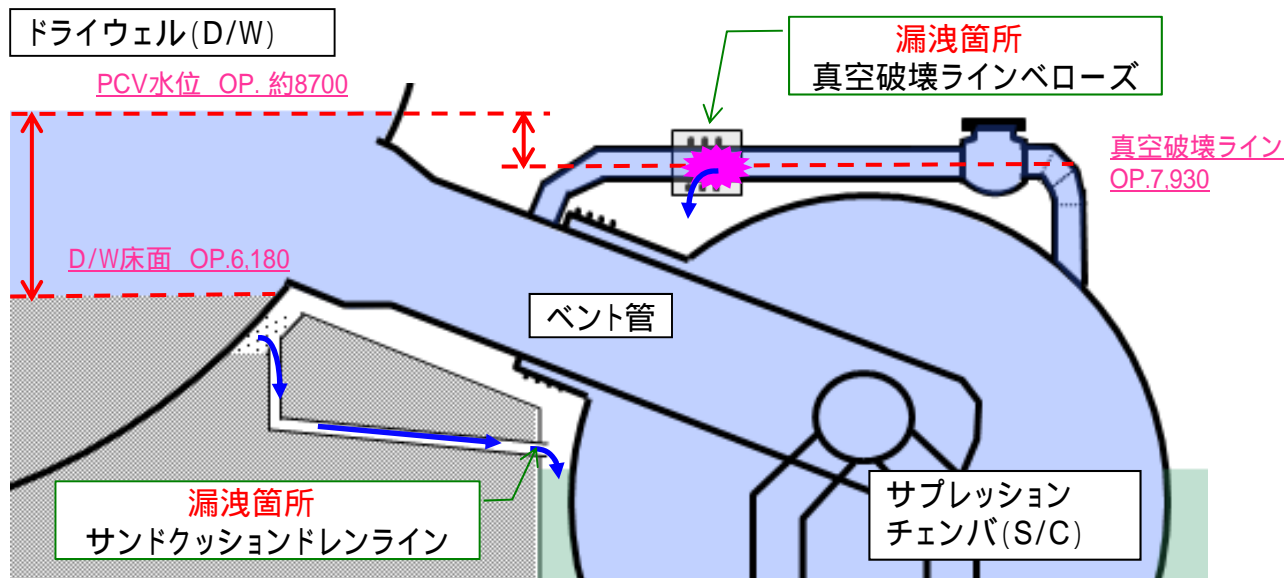 ドライウェル(D/W)
漏洩箇所
真空破壊ラインベローズ
PCV水位 OP. 約8700
真空破壊ライン
OP.7,930
D/W床面 OP.6,180
ベント管
漏洩箇所
サンドクッションドレンライン
サプレッション
チェンバ(S/C)